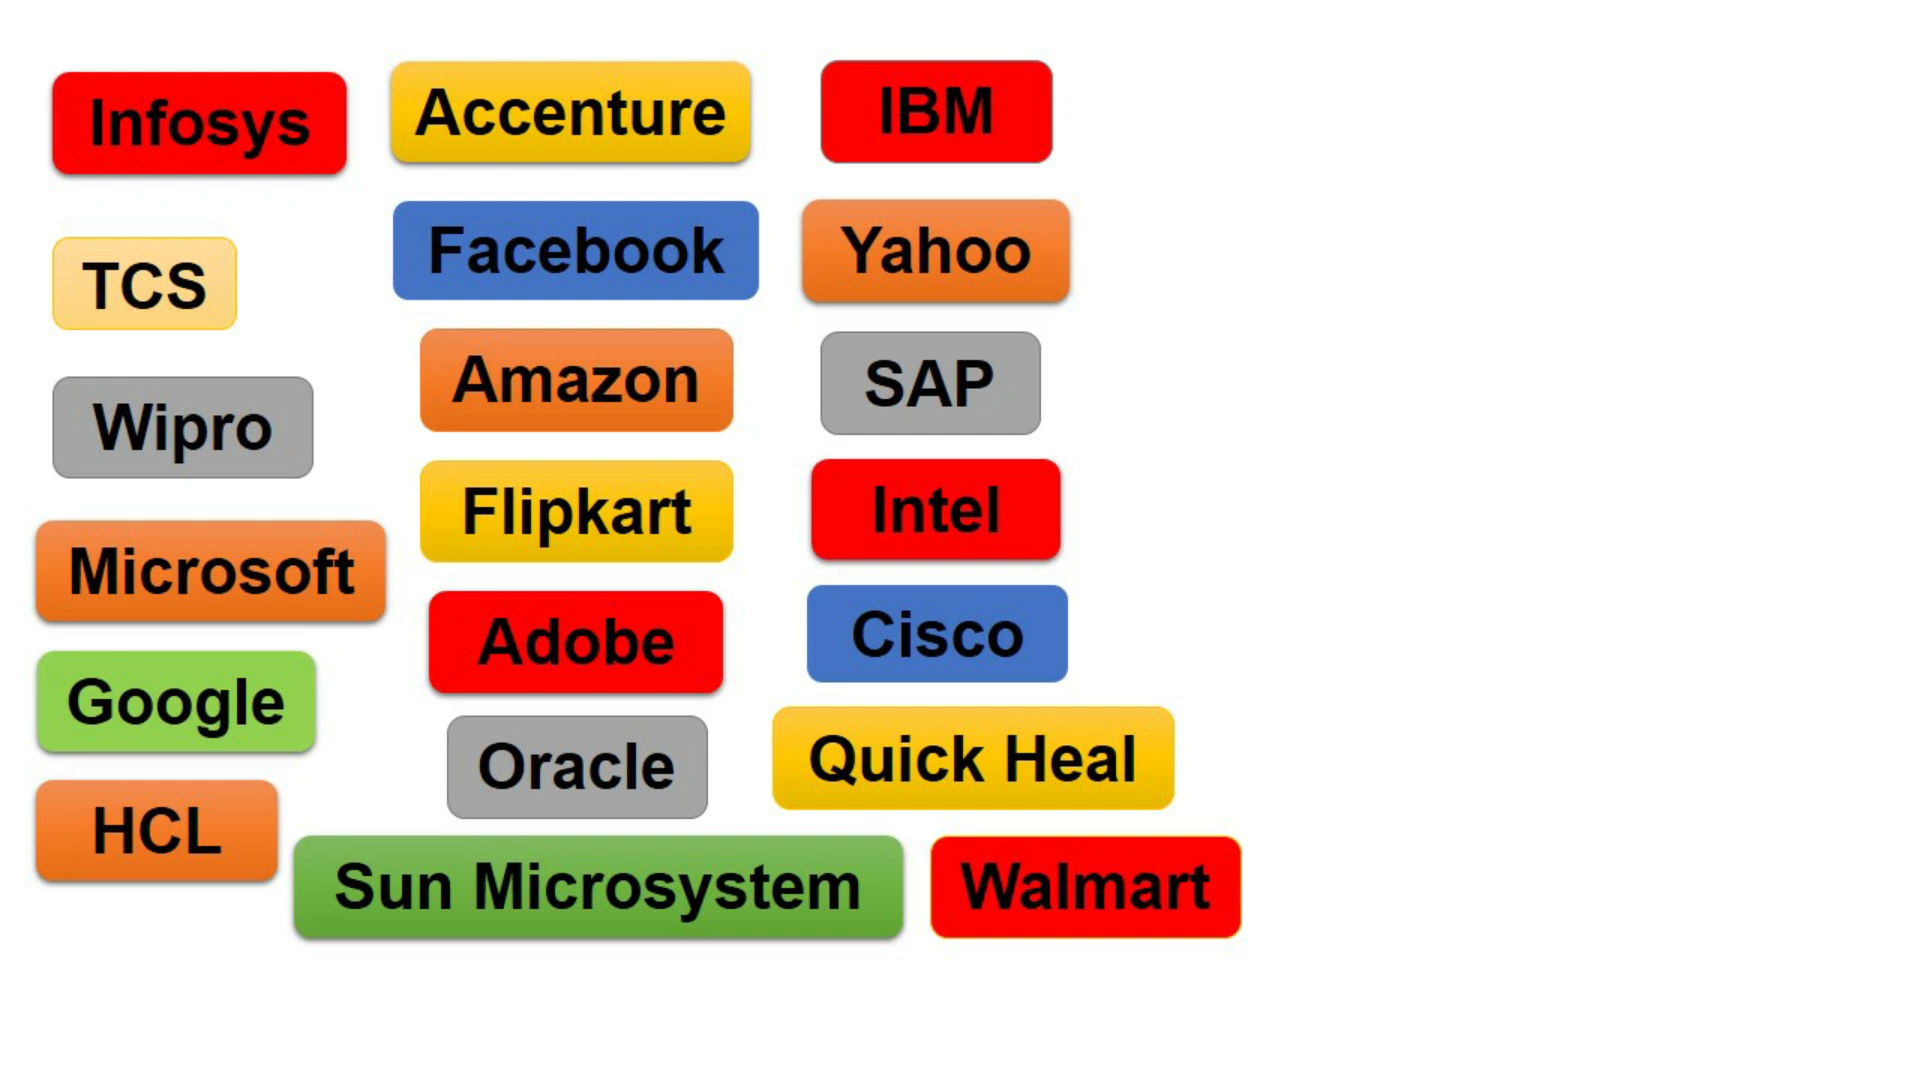 Infosys
TCS
Wipro
Microsoft
Google
HCL
Accenture
Facebook
Amazon
Flipkart
Adobe
Oracle
Sun Microsystem
IBM
Yahoo
SAP
Intel
Cisco
Quick Heal
Walmart